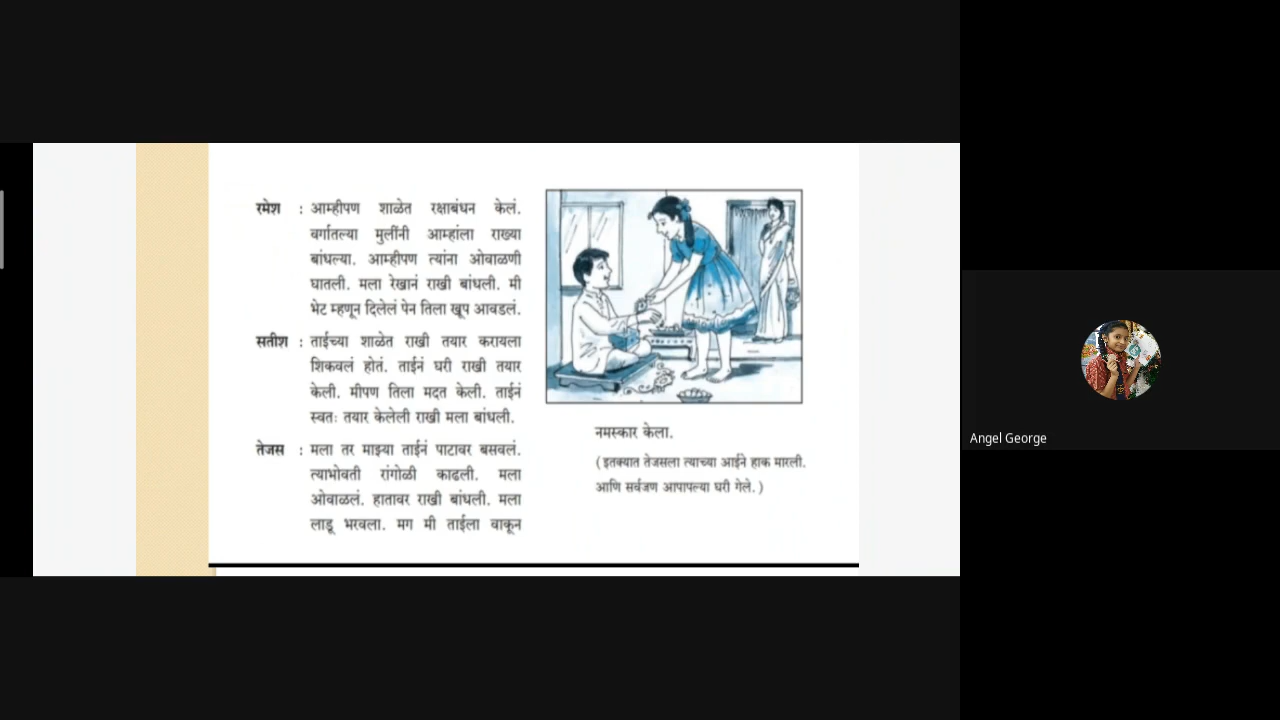 रमेश : आम्हीपण शाळेत रक्षाबंधन केलं.
वर्गातल्या मुलींनी आम्हांला राख्या
बांधल्या. आम्हीपण त्यांना ओवाळणी
घातली. मला रेखानं राखी बांधली. मी
भेट म्हणून दिलेलं पेन तिला खूप आवडलं.
सतीश : ताईच्या शाळेत राखी तयार करायला
शिकवलं होतं. ताईनं घरी राखी तयार
केली. मीपण तिला मदत केली. ताईनं
स्वतः तयार केलेली राखी मला बांधली.
तेजस : मला तर माझ्या ताईनं पाटावर बसवलं.
त्याभोवती रांगोळी काढली. मला
ओवाळलं. हातावर राखी बांधली. मला
लाडू भरवला. मग मी ताईला वाकून
नमस्कार केला.
(इतक्यात तेजसला त्याच्या आईने हाक मारली.
आणि सर्वजण आपापल्या घरी गेले.)
Angel George